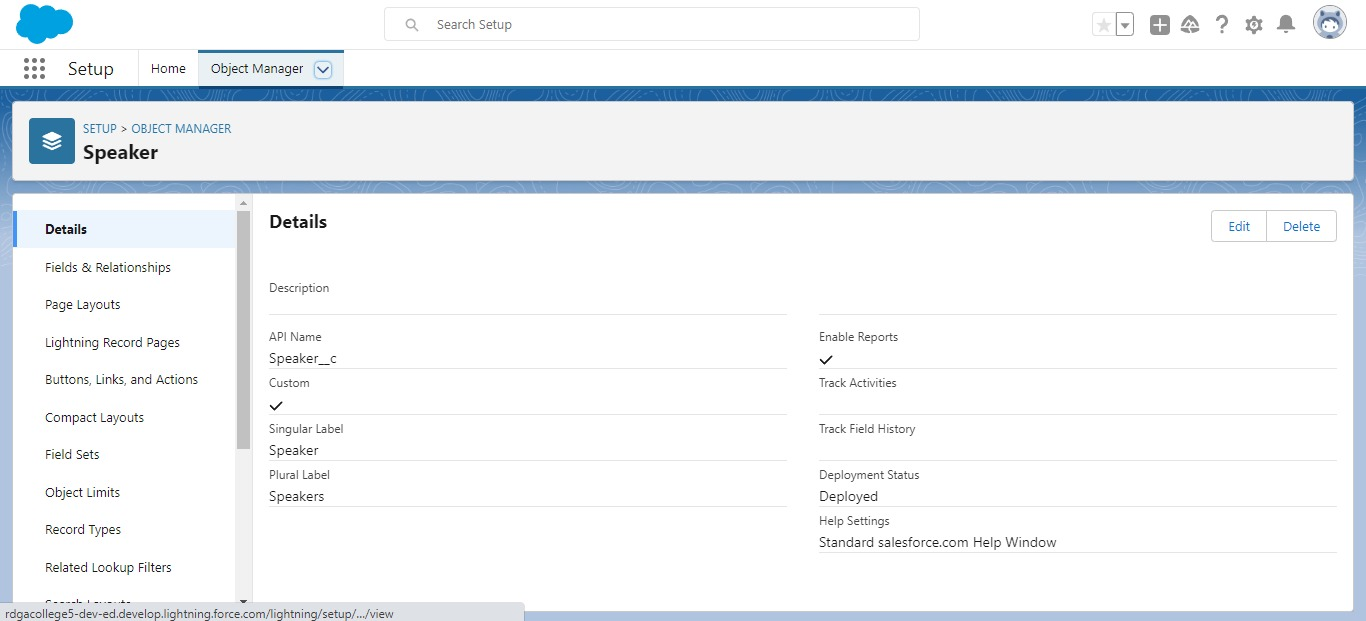 Search Setup
Setup
Home
Object Manager
SETUP > OBJECT MANAGER
Speaker
Details
Fields & Relationships
Page Layouts
Lightning Record Pages
Buttons, Links, and Actions
Compact Layouts
Field Sets
Object Limits
Record Types
Related Lookup Filters
Search Layouts
Details
Edit
Delete
Description
API Name
Speaker__c
Custom
Singular Label
Speaker
Plural Label
Speakers
Enable Reports
Track Activities
Track Field History
Deployment Status
Deployed
Help Settings
Standard salesforce.com Help Window
rdgacollege5-dev-ed.develop.lightning.force.com/lightning/setup/.../view